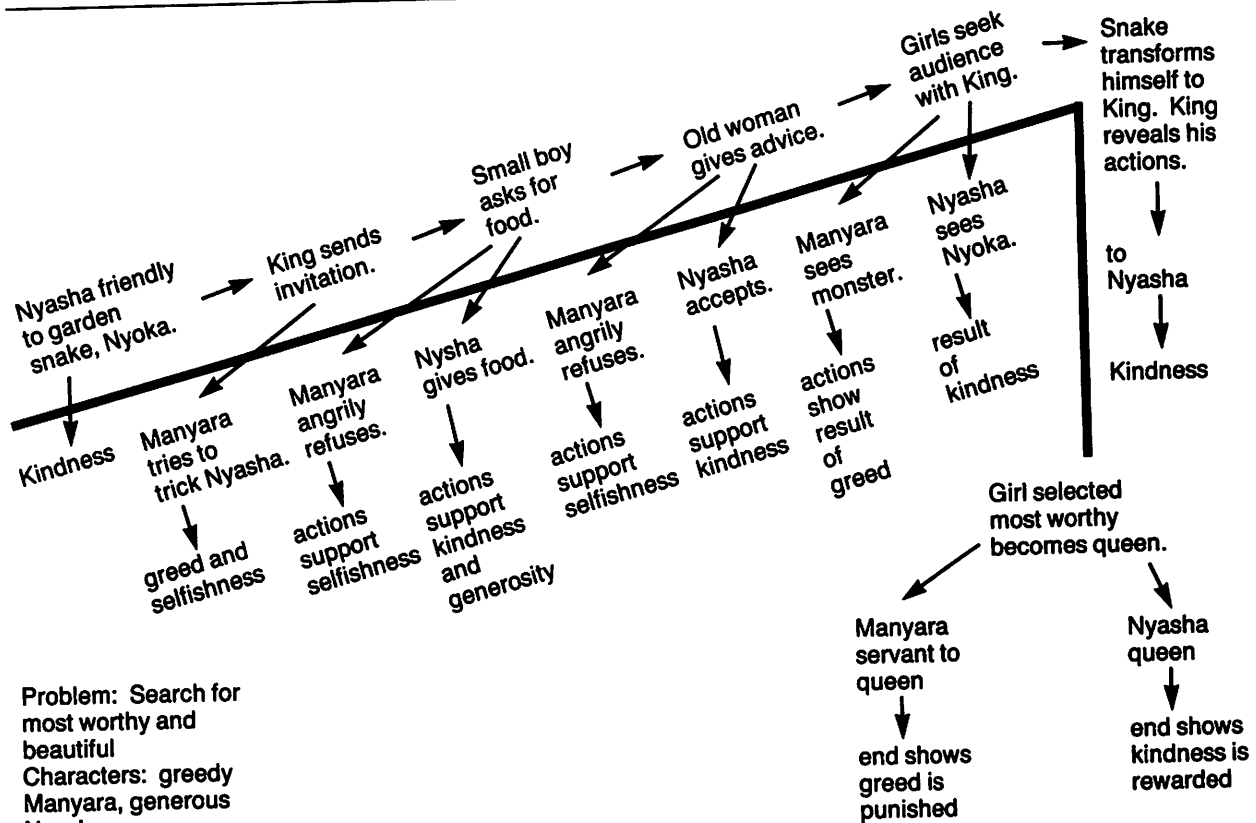 Nyasha friendly
to garden
snake, Nyoka.
Kindness
King sends
invitation.
Manyara
tries to
trick Nyasha.
greed and
selfishness
Small boy
asks for
food.
Manyara
angrily
refuses.
actions
support
selfishness
Nysha
gives food.
actions
support
kindness
and
generosity
Old woman
gives advice.
Manyara
angrily
refuses.
actions
support
selfishness
Nyasha
accepts.
actions
support
kindness
Girls seek
audience
with King.
Manyara
sees
monster.
actions
show
result
of
greed
Nyasha
sees
Nyoka.
result
of
kindness
Snake
transforms
himself to
King. King
reveals his
actions.
to
Nyasha
Kindness
Girl selected
most worthy
becomes queen.
Manyara
servant to
queen
end shows
greed is
punished
Nyasha
queen
end shows
kindness is
rewarded
Problem: Search for
most worthy and
beautiful
Characters: greedy
Manyara, generous